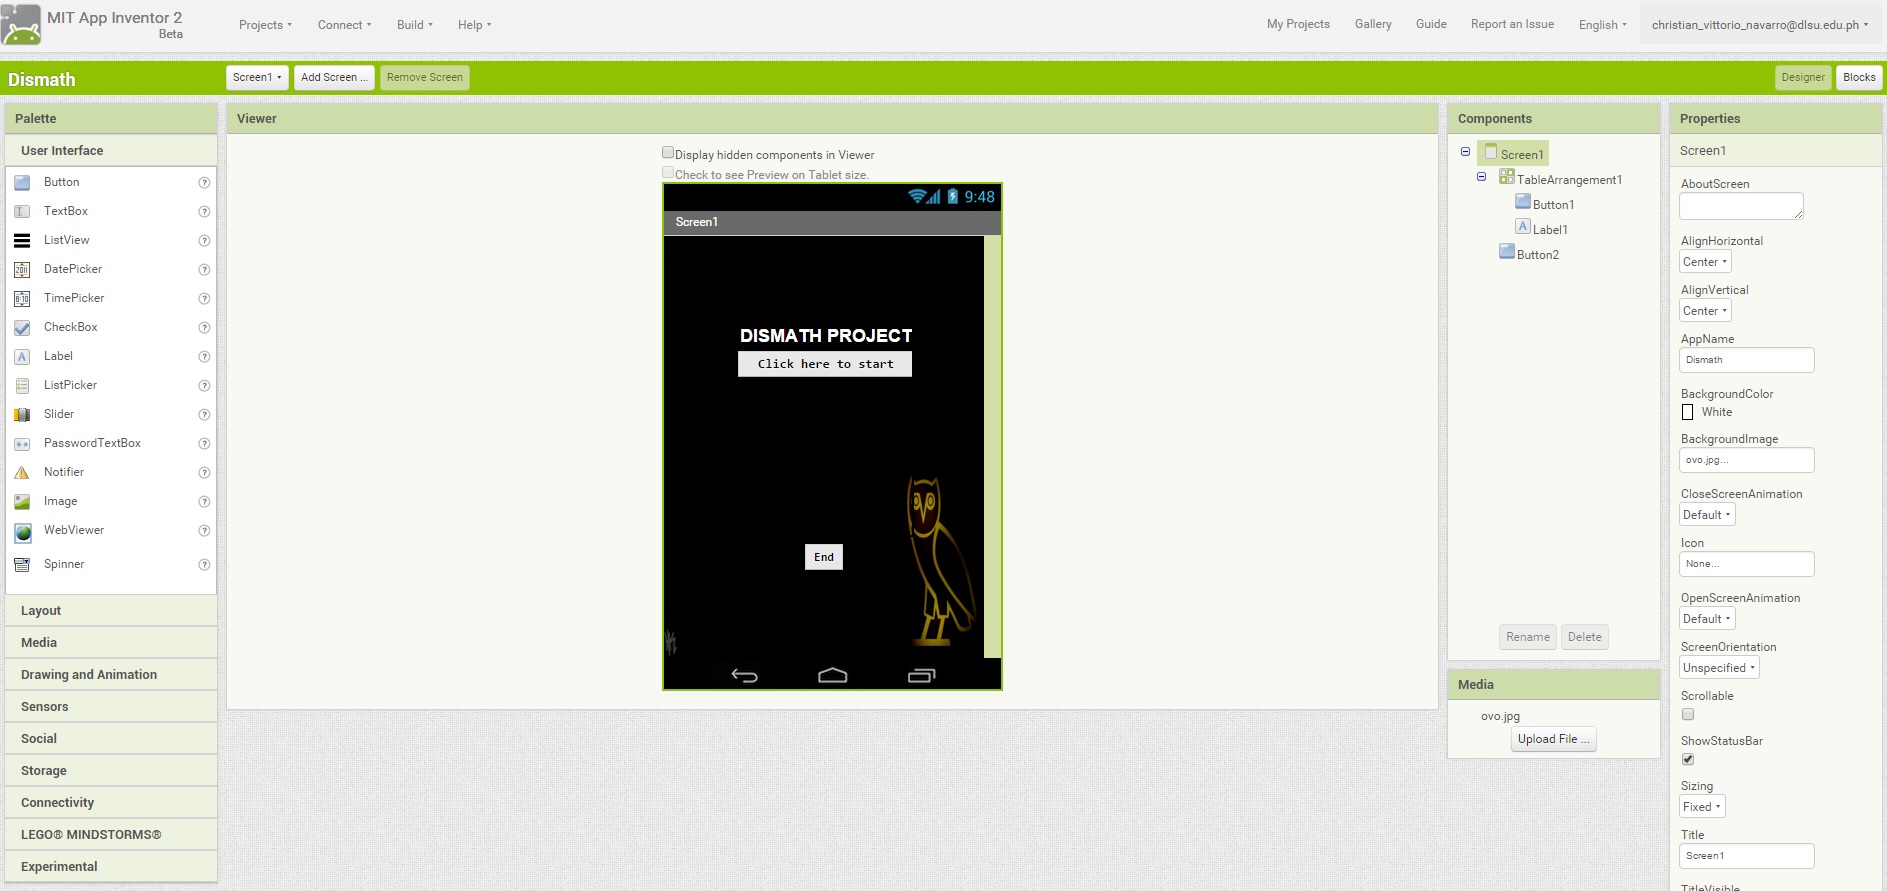 MIT App Inventor 2
Beta
Projects Connect Build Help
My Projects Gallery Guide Report an Issue English christian_vittorio_navarro@dlsu.edu.ph
Dismath
Screen1 Add Screen ... Remove Screen
Designer Blocks
Palette
User Interface
Button ?
TextBox ?
ListView ?
DatePicker ?
TimePicker ?
CheckBox ?
Label ?
ListPicker ?
Slider ?
PasswordTextBox ?
Notifier ?
Image ?
WebViewer ?
Spinner ?
Layout
Media
Drawing and Animation
Sensors
Social
Storage
Connectivity
LEGO® MINDSTORMS®
Experimental
Viewer
Display hidden components in Viewer
Check to see Preview on Tablet size.
9:48
Screen1
DISMATH PROJECT
Click here to start
End
Components
Screen1
TableArrangement1
Button1
A Label1
Button2
Rename Delete
Media
ovo.jpg
Upload File ...
Properties
Screen1
AboutScreen
AlignHorizontal
Center
AlignVertical
Center
AppName
Dismath
BackgroundColor
White
BackgroundImage
ovo.jpg...
CloseScreenAnimation
Default
Icon
None...
OpenScreenAnimation
Default
ScreenOrientation
Unspecified
Scrollable
ShowStatusBar
Sizing
Fixed
Title
Screen1
TitleVisible